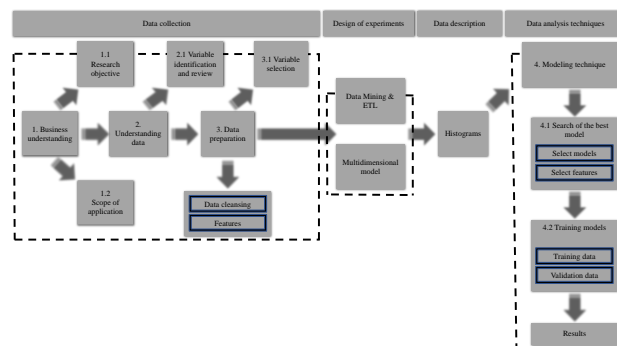 Data collection
Design of experiments
Data description
Data analysis techniques
1.1
Research
objective
2.1 Variable
identification
and review
3.1 Variable
selection
4. Modeling technique
Data Mining &
ETL
1. Business
understanding
2.
Understanding
data
3. Data
preparation
Histograms
4.1 Search of the best
model
Select models
Select features
Multidimensional
model
1.2
Scope of
application
Data cleansing
Features
4.2 Training models
Training data
Validation data
Results